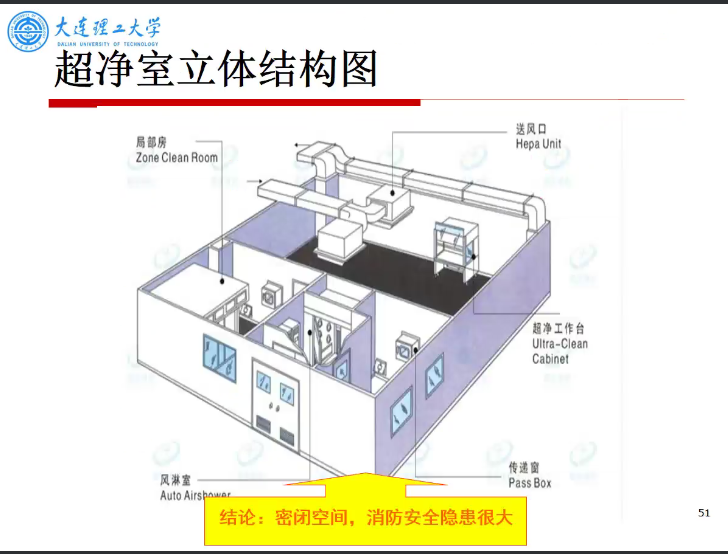 大连理工大学
DALIAN UNIVERSITY OF TECHNOLOGY
超净室立体结构图
局部房
Zone Clean Room
送风口
Hepa Unit
超净工作台
Ultra-Clean
Cabinet
传递窗
Pass Box
风淋室
Auto Airshower
结论：密闭空间，消防安全隐患很大
51